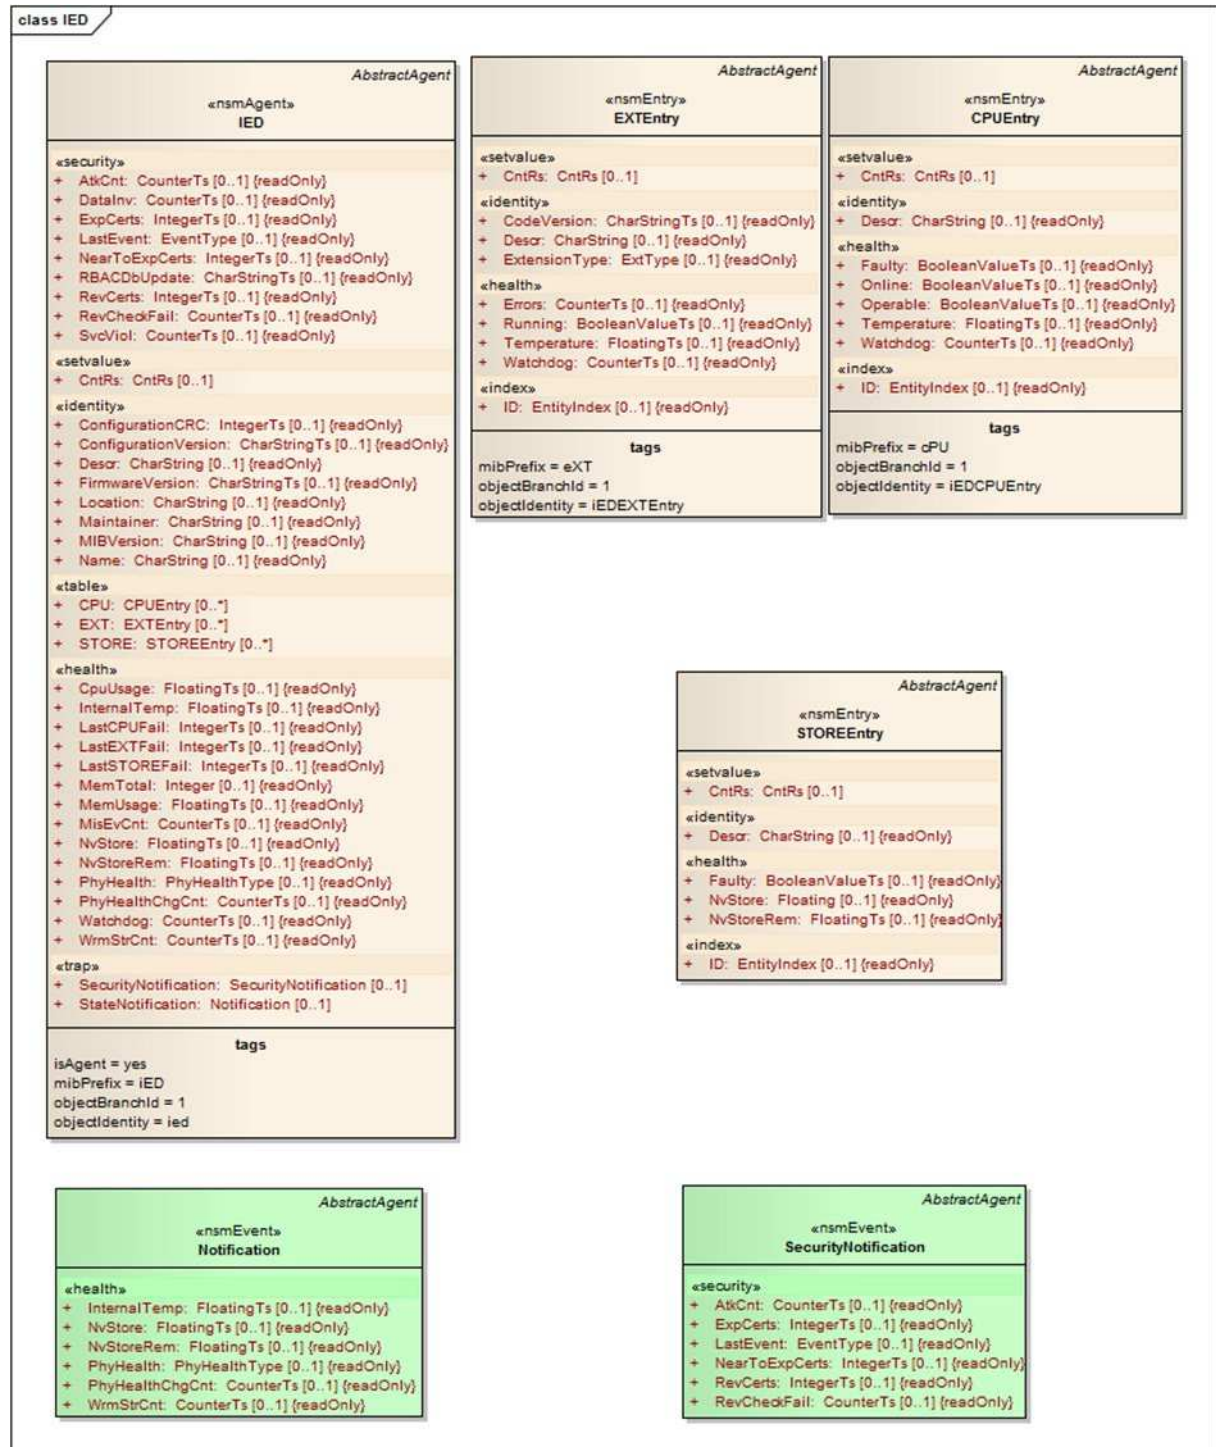 class IED
AbstractAgent
«nsmAgent»
IED
«security»
+ AtkCnt: CounterTs [0..1] {readOnly}
+ DataInv: CounterTs [0..1] {readOnly}
+ ExpCerts: IntegerTs [0..1] {readOnly}
+ LastEvent: EventType [0..1] {readOnly}
+ NearToExpCerts: IntegerTs [0..1] {readOnly}
+ RBACDbUpdate: CharStringTs [0..1] {readOnly}
+ RevCerts: IntegerTs [0..1] {readOnly}
+ RevCheckFail: CounterTs [0..1] {readOnly}
+ SvcViol: CounterTs [0..1] {readOnly}
«setvalue»
+ CntRs: CntRs [0..1]
«identity»
+ ConfigurationCRC: IntegerTs [0..1] {readOnly}
+ ConfigurationVersion: CharStringTs [0..1] {readOnly}
+ Descr: CharString [0..1] {readOnly}
+ FirmwareVersion: CharStringTs [0..1] {readOnly}
+ Location: CharString [0..1] {readOnly}
+ Maintainer: CharString [0..1] {readOnly}
+ MIBVersion: CharString [0..1] {readOnly}
+ Name: CharString [0..1] {readOnly}
«table»
+ CPU: CPUEntry [0..*]
+ EXT: EXTEntry [0..*]
+ STORE: STOREEntry [0..*]
«health»
+ CpuUsage: FloatingTs [0..1] {readOnly}
+ InternalTemp: FloatingTs [0..1] {readOnly}
+ LastCPUFail: IntegerTs [0..1] {readOnly}
+ LastEXTFail: IntegerTs [0..1] {readOnly}
+ LastSTOREFail: IntegerTs [0..1] {readOnly}
+ MemTotal: Integer [0..1] {readOnly}
+ MemUsage: FloatingTs [0..1] {readOnly}
+ MisEvCnt: CounterTs [0..1] {readOnly}
+ NvStore: FloatingTs [0..1] {readOnly}
+ NvStoreRem: FloatingTs [0..1] {readOnly}
+ PhyHealth: PhyHealthType [0..1] {readOnly}
+ PhyHealthChgCnt: CounterTs [0..1] {readOnly}
+ Watchdog: CounterTs [0..1] {readOnly}
+ WrmStrCnt: CounterTs [0..1] {readOnly}
«trap»
+ SecurityNotification: SecurityNotification [0..1]
+ StateNotification: Notification [0..1]
tags
isAgent = yes
mibPrefix = iED
objectBranchId = 1
objectIdentity = ied
AbstractAgent
«nsmEntry»
EXTEntry
«setvalue»
+ CntRs: CntRs [0..1]
«identity»
+ CodeVersion: CharStringTs [0..1] {readOnly}
+ Descr: CharString [0..1] {readOnly}
+ ExtensionType: ExtType [0..1] {readOnly}
«health»
+ Errors: CounterTs [0..1] {readOnly}
+ Running: BooleanValueTs [0..1] {readOnly}
+ Temperature: FloatingTs [0..1] {readOnly}
+ Watchdog: CounterTs [0..1] {readOnly}
«index»
+ ID: EntityIndex [0..1] {readOnly}
tags
mibPrefix = eXT
objectBranchId = 1
objectIdentity = iEDEXTEntry
AbstractAgent
«nsmEntry»
CPUEntry
«setvalue»
+ CntRs: CntRs [0..1]
«identity»
+ Descr: CharString [0..1] {readOnly}
«health»
+ Faulty: BooleanValueTs [0..1] {readOnly}
+ Online: BooleanValueTs [0..1] {readOnly}
+ Operable: BooleanValueTs [0..1] {readOnly}
+ Temperature: FloatingTs [0..1] {readOnly}
+ Watchdog: CounterTs [0..1] {readOnly}
«index»
+ ID: EntityIndex [0..1] {readOnly}
tags
mibPrefix = cPU
objectBranchId = 1
objectIdentity = iEDCPUEntry
AbstractAgent
«nsmEntry»
STOREEntry
«setvalue»
+ CntRs: CntRs [0..1]
«identity»
+ Descr: CharString [0..1] {readOnly}
«health»
+ Faulty: BooleanValueTs [0..1] {readOnly}
+ NvStore: Floating [0..1] {readOnly}
+ NvStoreRem: FloatingTs [0..1] {readOnly}
«index»
+ ID: EntityIndex [0..1] {readOnly}
AbstractAgent
«nsmEvent»
Notification
«health»
+ InternalTemp: FloatingTs [0..1] {readOnly}
+ NvStore: FloatingTs [0..1] {readOnly}
+ NvStoreRem: FloatingTs [0..1] {readOnly}
+ PhyHealth: PhyHealthType [0..1] {readOnly}
+ PhyHealthChgCnt: CounterTs [0..1] {readOnly}
+ WrmStrCnt: CounterTs [0..1] {readOnly}
AbstractAgent
«nsmEvent»
SecurityNotification
«security»
+ AtkCnt: CounterTs [0..1] {readOnly}
+ ExpCerts: IntegerTs [0..1] {readOnly}
+ LastEvent: EventType [0..1] {readOnly}
+ NearToExpCerts: IntegerTs [0..1] {readOnly}
+ RevCerts: IntegerTs [0..1] {readOnly}
+ RevCheckFail: CounterTs [0..1] {readOnly}